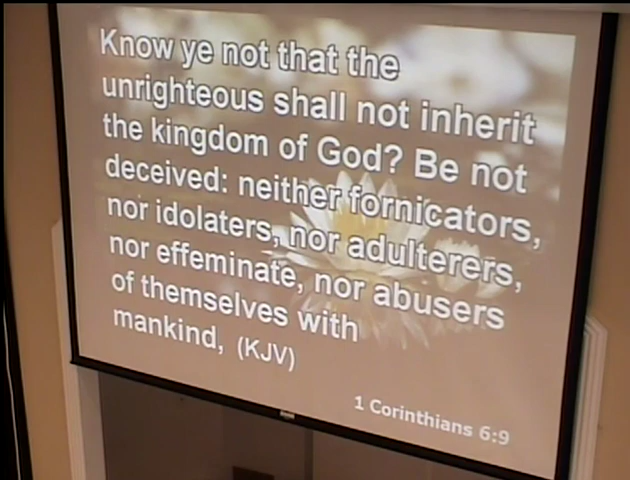 Know ye not that the
unrighteous shall not inherit
the kingdom of God? Be not
deceived: neither fornicators,
nor idolaters, nor adulterers,
nor effeminate, nor abusers
of themselves with
mankind, (KJV)
1 Corinthians 6:9